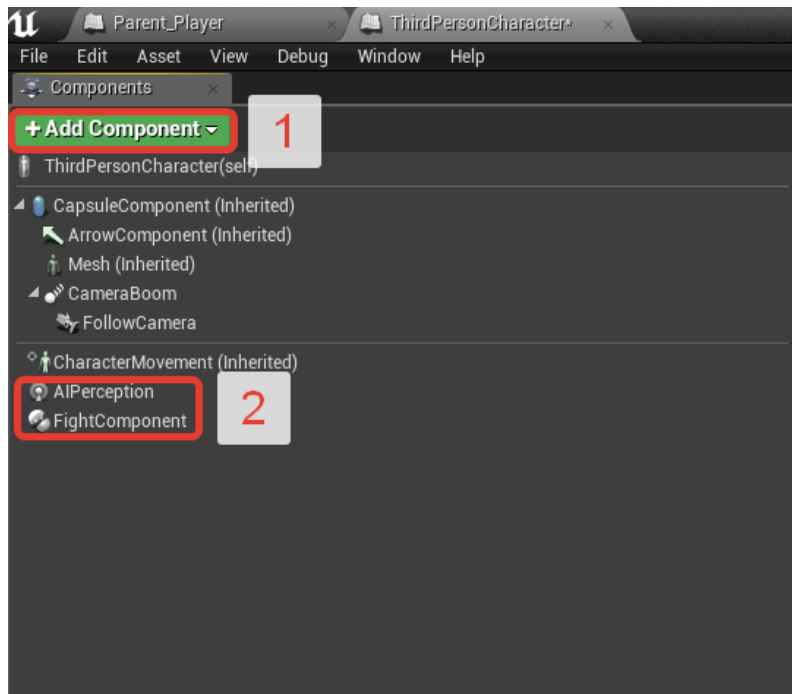 Parent_Player ThirdPersonCharacter*
File Edit Asset View Debug Window Help
Components
+Add Component 1
ThirdPersonCharacter(self)
CapsuleComponent (Inherited)
ArrowComponent (Inherited)
Mesh (Inherited)
CameraBoom
FollowCamera
CharacterMovement (Inherited)
AIPerception
FightComponent 2